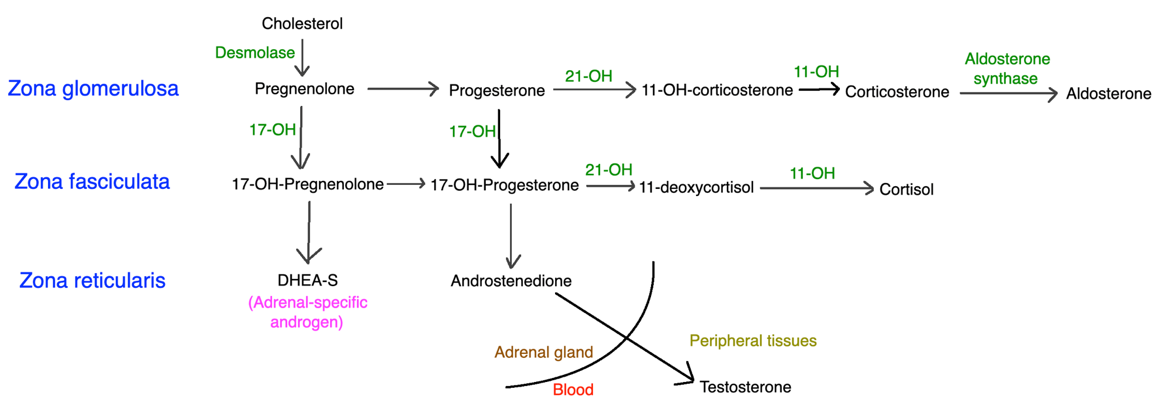 Cholesterol
Desmolase
Aldosterone
synthase
Zona glomerulosa
Pregnenolone
Progesterone
21-OH
11-OH-corticosterone
11-OH
Corticosterone
Aldosterone
17-OH
17-OH
Zona fasciculata
17-OH-Pregnenolone
17-OH-Progesterone
21-OH
11-deoxycortisol
11-OH
Cortisol
Zona reticularis
DHEA-S
(Adrenal-specific
androgen)
Androstenedione
Adrenal gland
Peripheral tissues
Blood
Testosterone